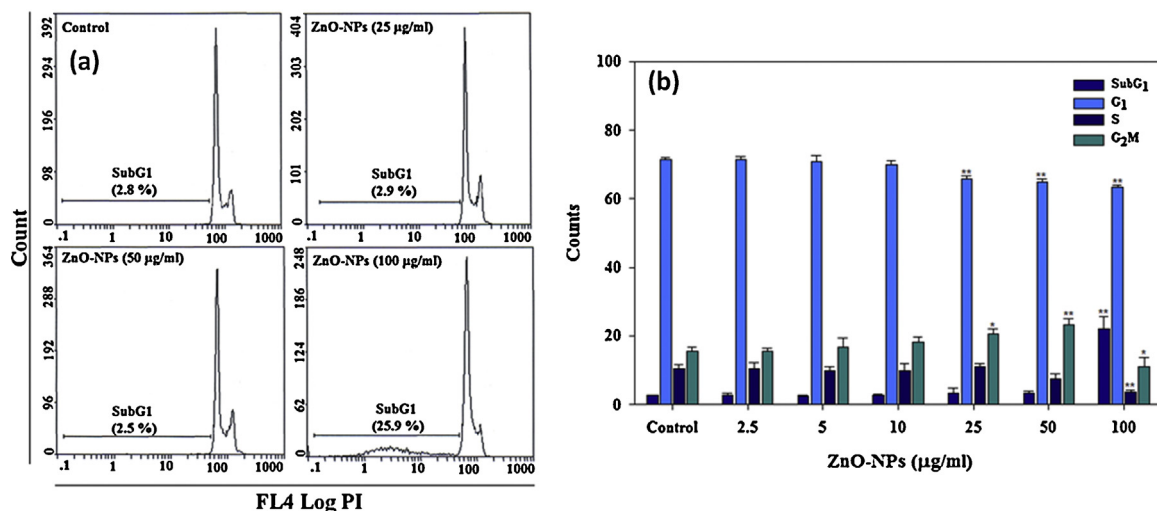 (a)
Count
Control
392
294
196
98
0
SubG1
(2.8 %)
.1 1 10 100 1000
ZnO-NPs (25 µg/ml)
404
303
202
101
0
SubG1
(2.9 %)
.1 1 10 100 1000
ZnO-NPs (50 µg/ml)
364
288
192
96
SubG1
(2.5 %)
.1 1 10 100 1000
ZnO-NPs (100 µg/ml)
248
186
124
62
0
SubG1
(25.9 %)
.1 1 10 100 1000
FL4 Log PI
(b)
Counts
100
80
60
40
20
0
SubG1
G1
S
G2M
** ** **
* ** ** ** *
Control 2.5 5 10 25 50 100
ZnO-NPs (µg/ml)